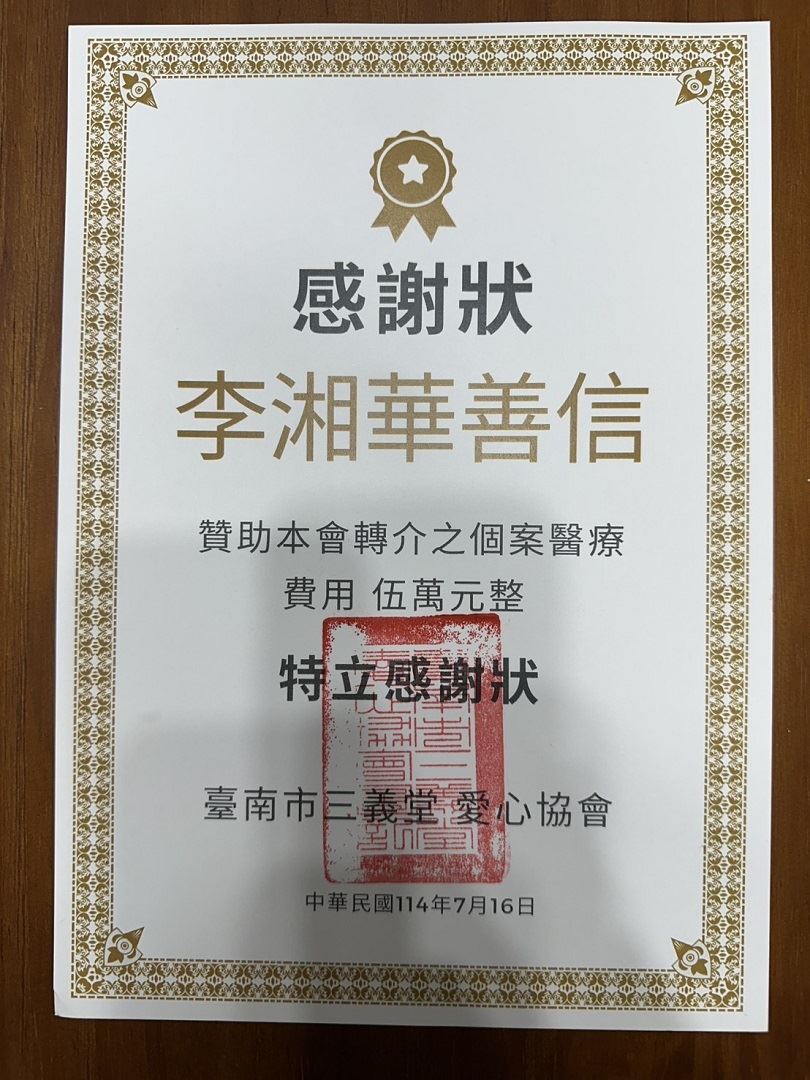 感謝狀
李湘華善信
贊助本會轉介之個案醫療
費用 伍萬元整
特立感謝狀
臺南市三義堂 愛心協會
中華民國114年7月16日